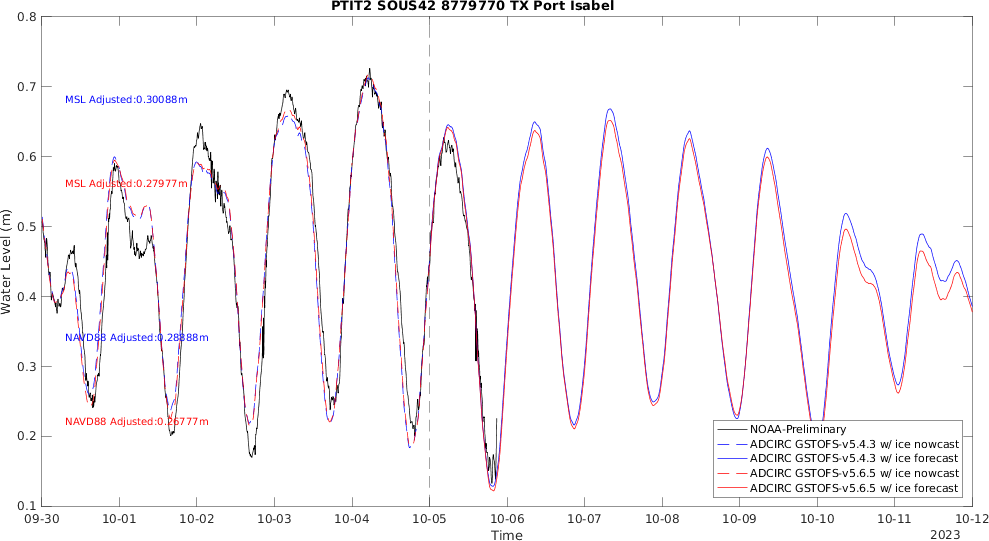 PTIT2 SOUS42 8779770 TX Port Isabel
Water Level (m)
0.8
0.7
0.6
0.5
0.4
0.3
0.2
0.1
MSL Adjusted:0.30088m
MSL Adjusted:0.27977m
NAVD88 Adjusted:0.28888m
NAVD88 Adjusted:0.26777m
NOAA-Preliminary
ADCIRC GSTOFS-v5.4.3 w/ ice nowcast
ADCIRC GSTOFS-v5.4.3 w/ ice forecast
ADCIRC GSTOFS-v5.6.5 w/ ice nowcast
ADCIRC GSTOFS-v5.6.5 w/ ice forecast
09-30 10-01 10-02 10-03 10-04 10-05 10-06 10-07 10-08 10-09 10-10 10-11 10-12
Time
2023